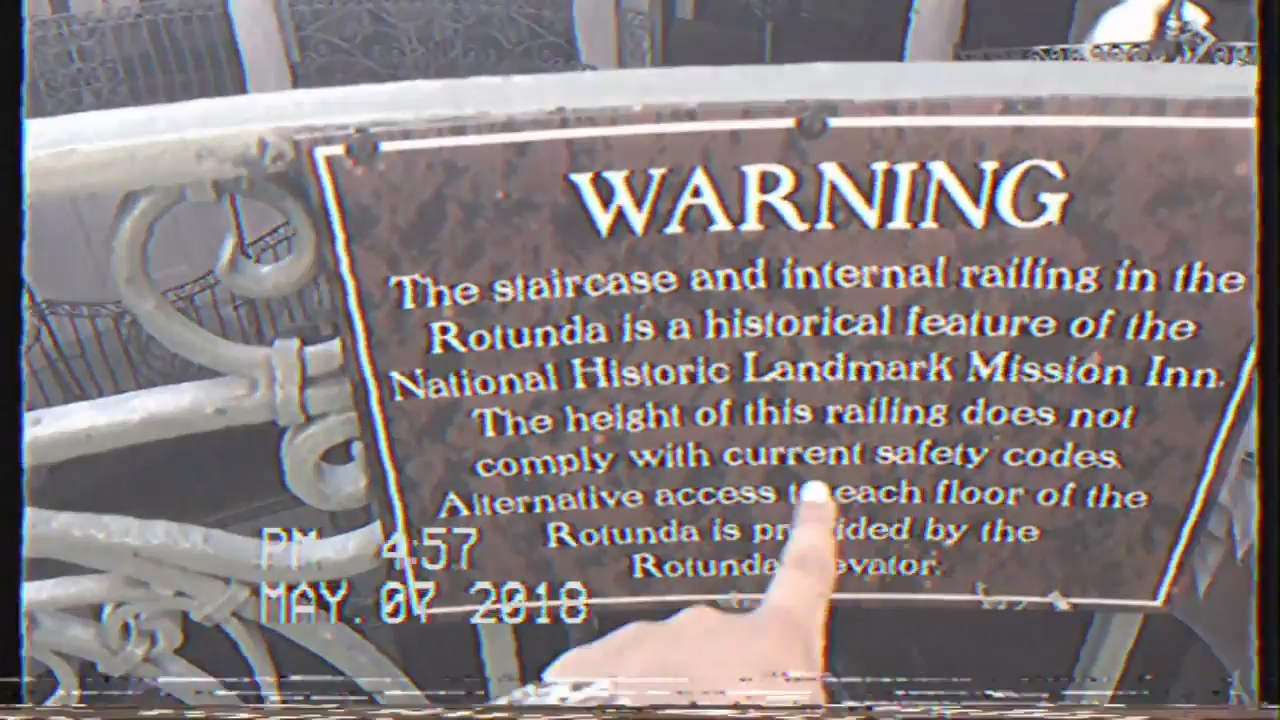 WARNING
The staircase and internal railing in the
Rotunda is a historical feature of the
National Historic Landmark Mission Inn.
The height of this railing does not
comply with current safety codes.
Alternative access each floor of the
Rotunda is by the
Rotunda
PM 4:57
MAY. 07 2018